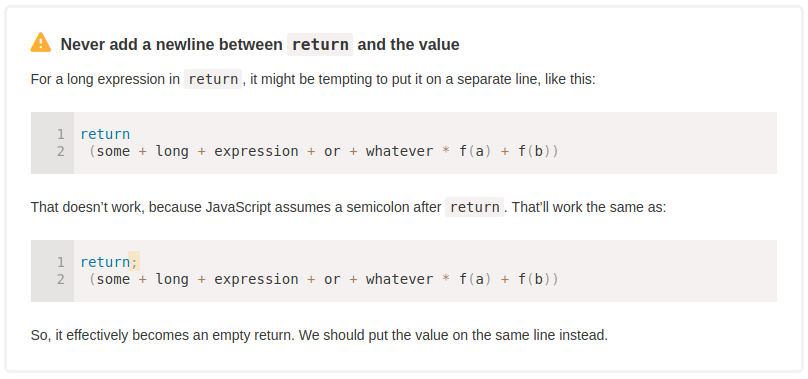 Never add a newline between return and the value
For a long expression in return, it might be tempting to put it on a separate line, like this:
1 return
2  (some + long + expression + or + whatever * f(a) + f(b))
That doesn’t work, because JavaScript assumes a semicolon after return. That’ll work the same as:
1 return;
2  (some + long + expression + or + whatever * f(a) + f(b))
So, it effectively becomes an empty return. We should put the value on the same line instead.